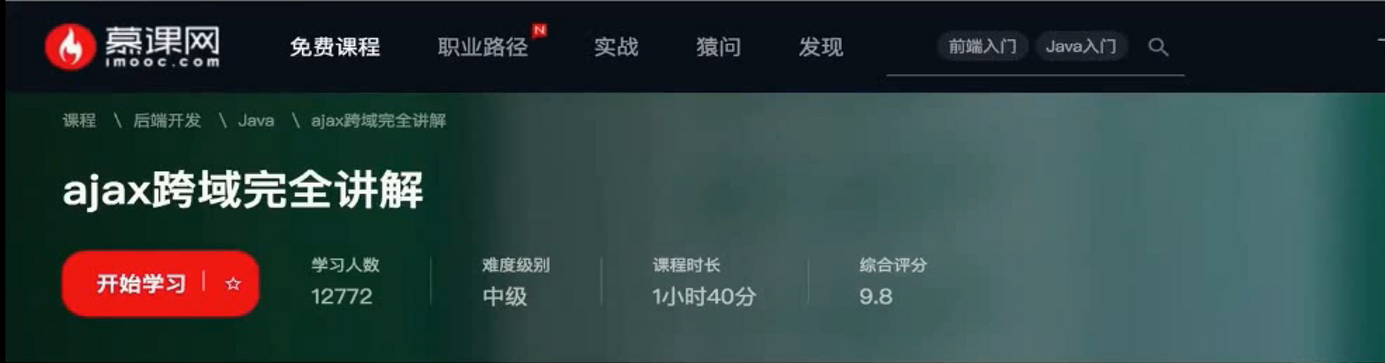 慕课网 免费课程 职业路径 N 实战 猿问 发现 前端入门 Java入门
imooc.com
课程 \ 后端开发 \ Java \ ajax跨域完全讲解
ajax跨域完全讲解
开始学习 | ☆ 学习人数 难度级别 课程时长 综合评分
12772 中级 1小时40分 9.8